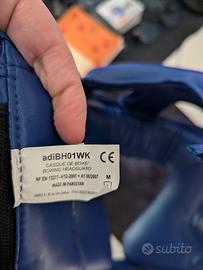 adiBH01WK
CE
CASQUE DE BOXE/
BOXING HEADGUARD
MADE IN PAKISTAN
M
subito